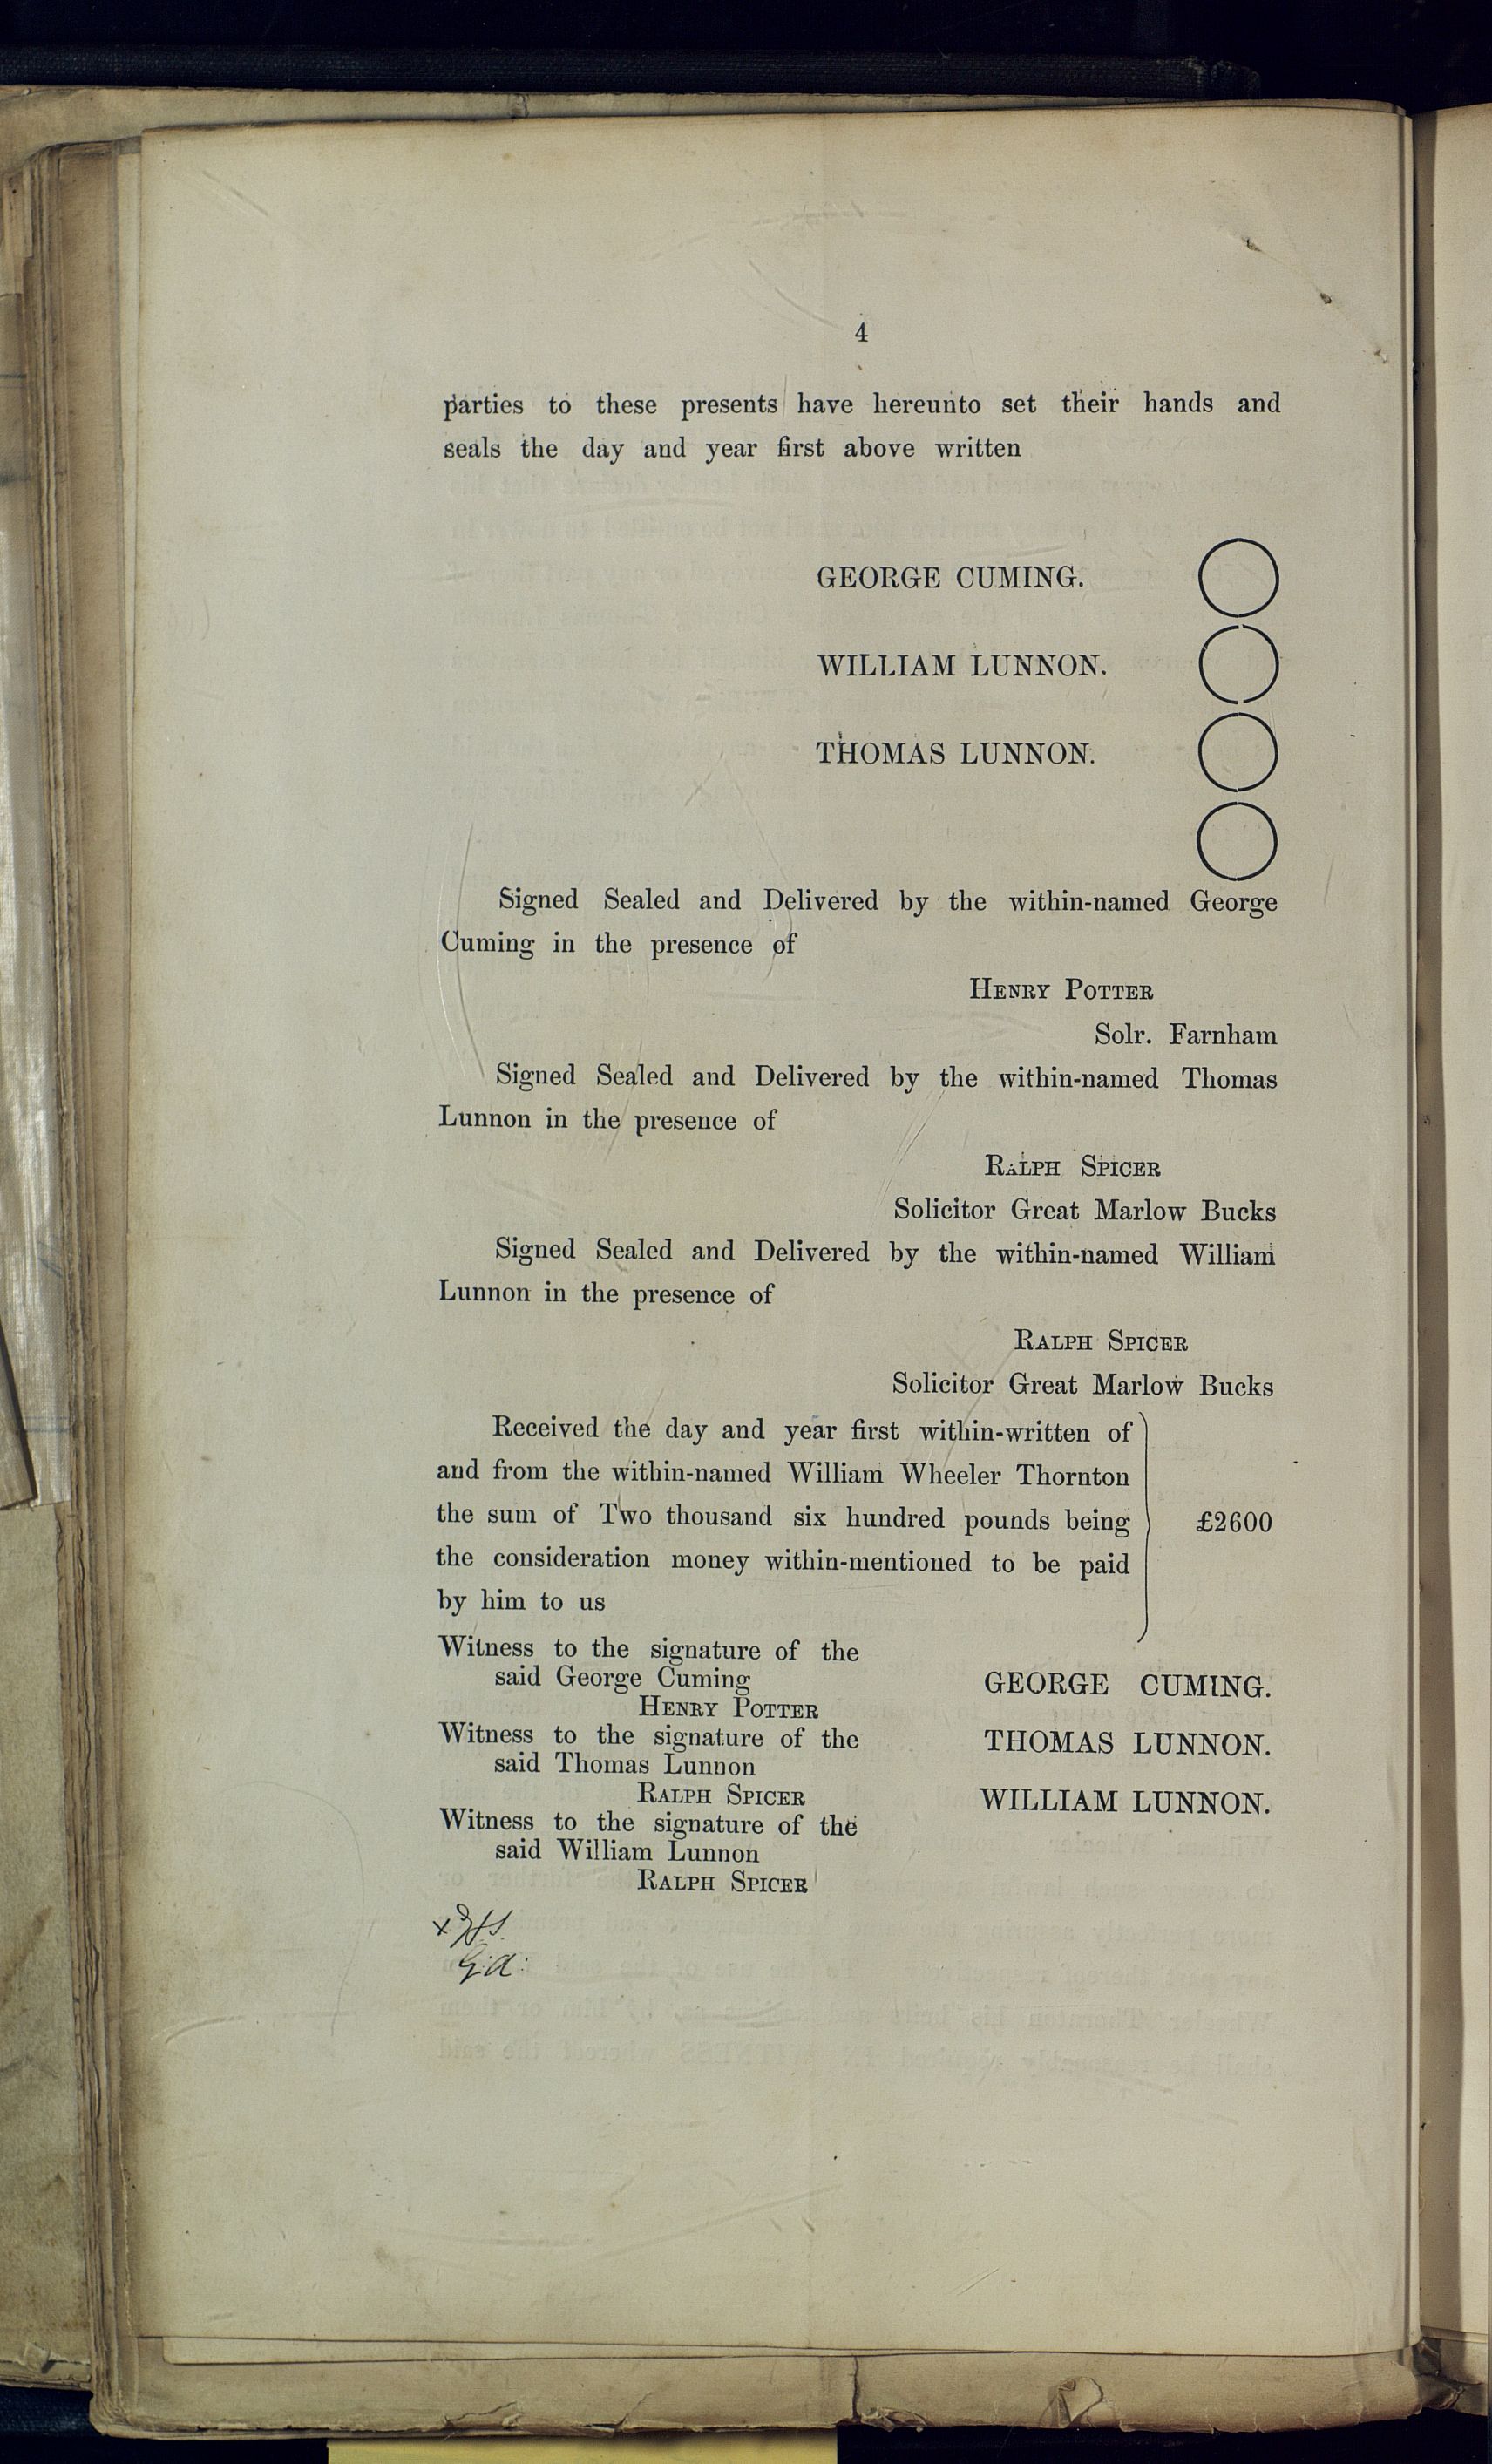 4
parties to these presents have hereunto set their hands and
seals the day and year first above written
GEORGE CUMING.
WILLIAM LUNNON.
THOMAS LUNNON.
Signed Sealed and Delivered by the within-named George
Cuming in the presence of
HENRY POTTER
Solr. Farnham
Signed Sealed and Delivered by the within-named Thomas
Lunnon in the presence of
RALPH SPICER
Solicitor Great Marlow Bucks
Signed Sealed and Delivered by the within-named William
Lunnon in the presence of
RALPH SPICER
Solicitor Great Marlow Bucks
Received the day and year first within-written of
and from the within-named William Wheeler Thornton
the sum of Two thousand six hundred pounds being
£2600
the consideration money within-mentioned to be paid
by him to us
Witness to the signature of the
said George Cuming
GEORGE CUMING.
HENRY POTTER
Witness to the signature of the
THOMAS LUNNON.
said Thomas Lunnon
RALPH SPICER
WILLIAM LUNNON.
Witness to the signature of the
said William Lunnon
RALPH SPICER